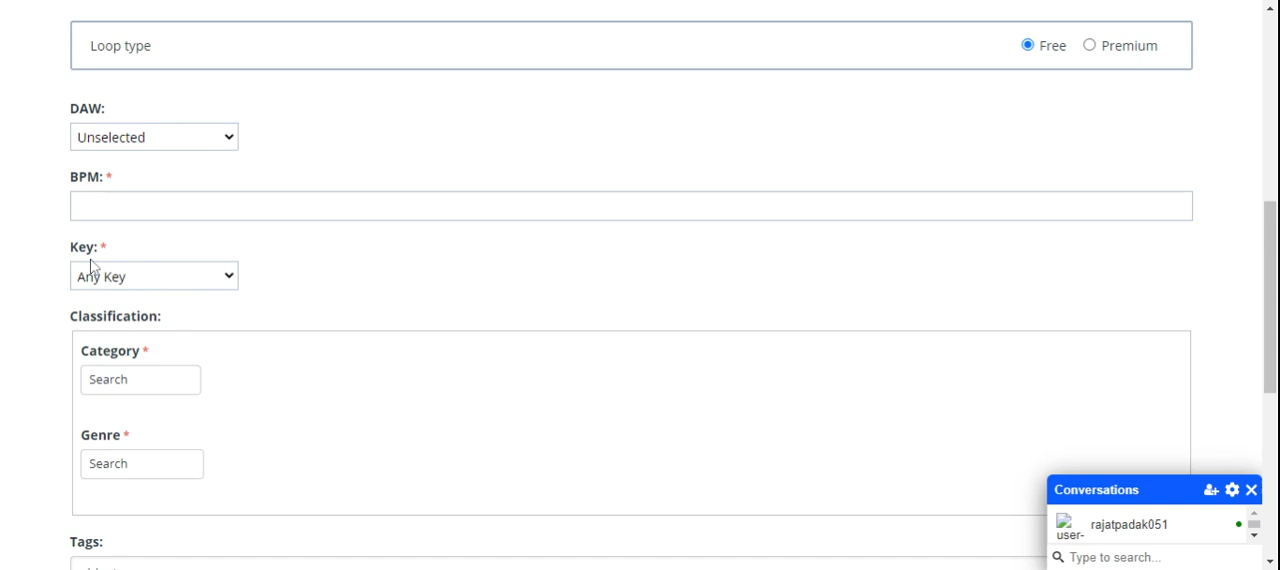 Loop type Free Premium
DAW:
Unselected
BPM: *
Key: *
Any Key
Classification:
Category *
Search
Genre *
Search
Conversations
user-
rajatpadak051
Tags:
Type to search...